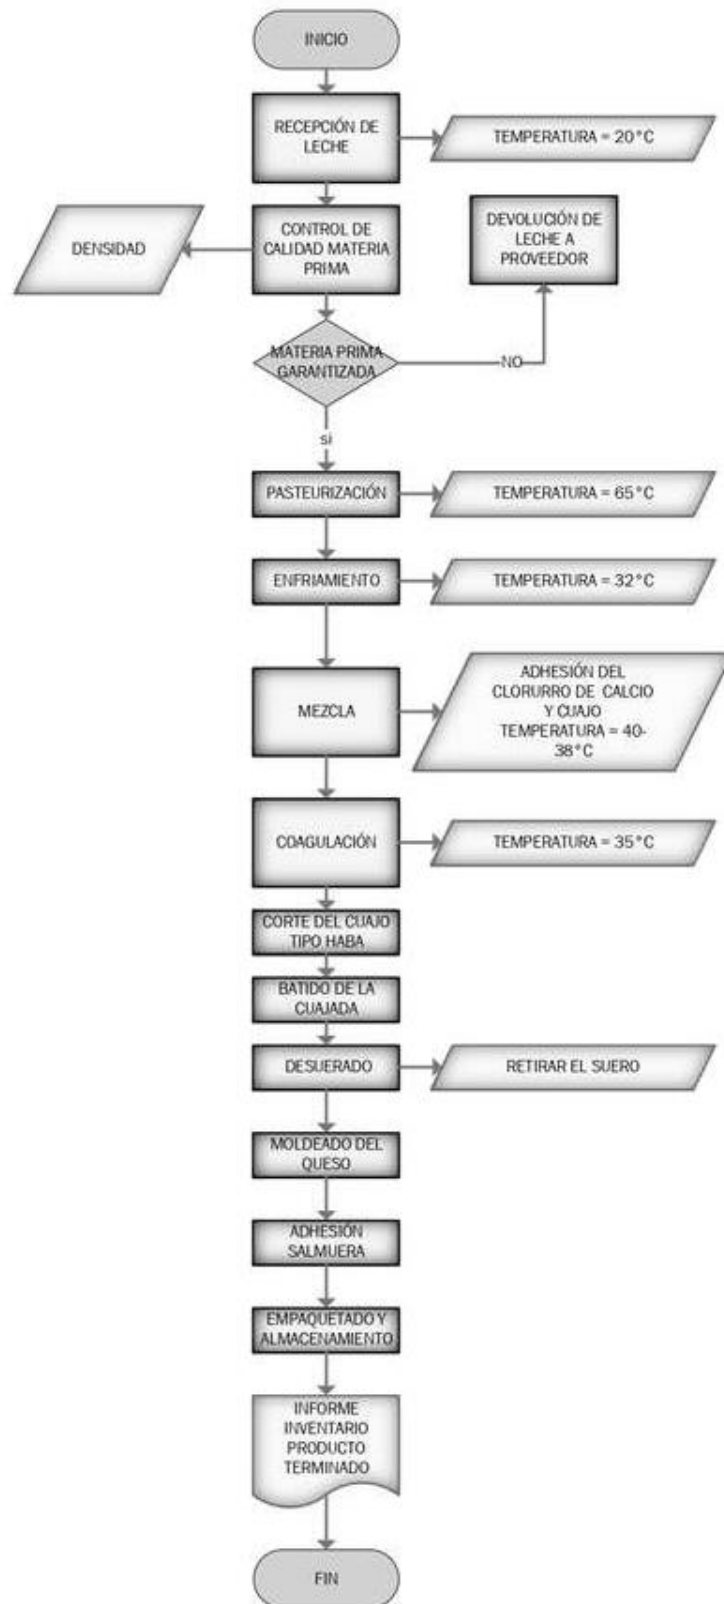 INICIO
RECEPCIÓN DE
LECHE
TEMPERATURA = 20°C
CONTROL DE
CALIDAD MATERIA
PRIMA
DENSIDAD
DEVOLUCIÓN DE
LECHE A
PROVEEDOR
MATERIA PRIMA
GARANTIZADA
NO
si
PASTEURIZACIÓN
TEMPERATURA = 65°C
ENFRIAMIENTO
TEMPERATURA = 32°C
MEZCLA
ADHESIÓN DEL
CLORURRO DE CALCIO
Y CUAJO
TEMPERATURA = 40-
38°C
COAGULACIÓN
TEMPERATURA = 35°C
CORTE DEL CUAJO
TIPO HABA
BATIDO DE LA
CUAJADA
DESUERADO
RETIRAR EL SUERO
MOLDEADO DEL
QUESO
ADHESIÓN
SALMUERA
EMPAQUETADO Y
ALMACENAMIENTO
INFORME
INVENTARIO
PRODUCTO
TERMINADO
FIN